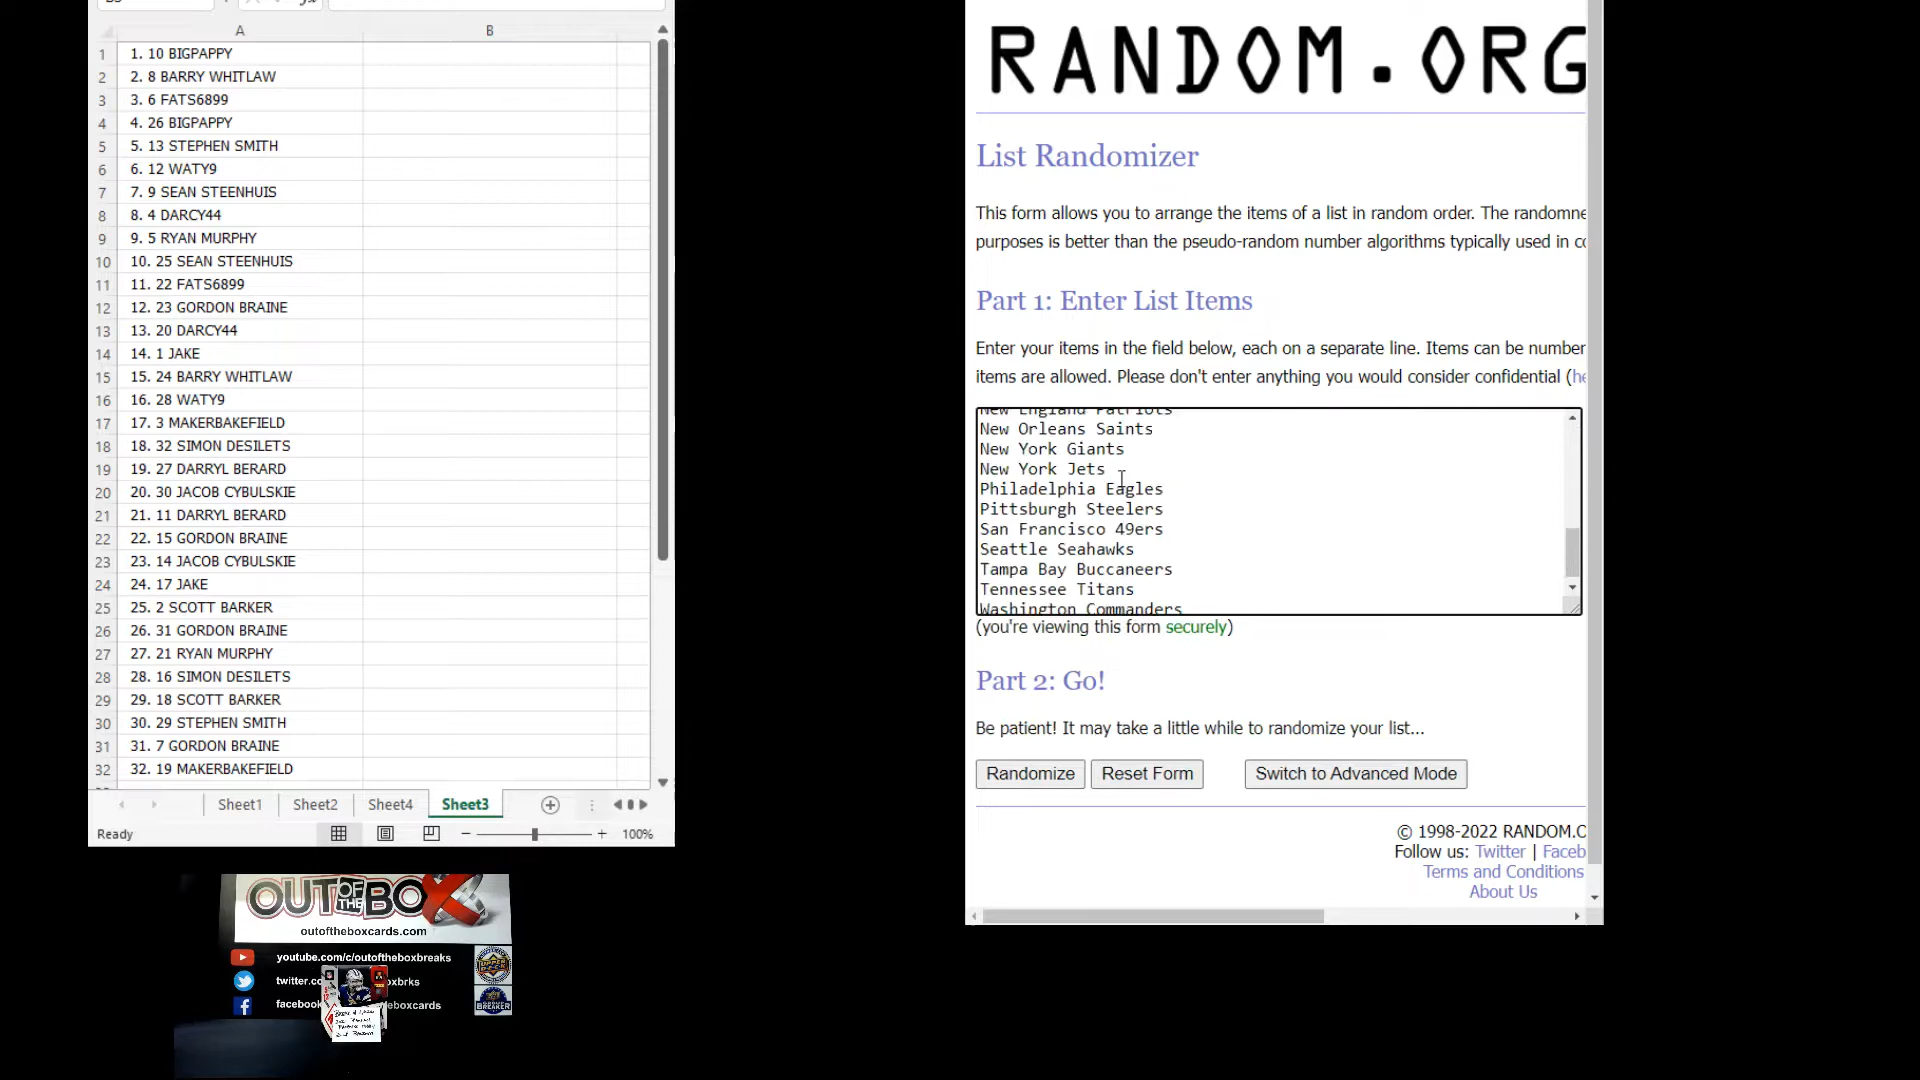 A B
1 1. 10 BIGPAPPY
2 2. 8 BARRY WHITLAW
3 3. 6 FATS6899
4 4. 26 BIGPAPPY
5 5. 13 STEPHEN SMITH
6 6. 12 WATY9
7 7. 9 SEAN STEENHUIS
8 8. 4 DARCY44
9 9. 5 RYAN MURPHY
10 10. 25 SEAN STEENHUIS
11 11. 22 FATS6899
12 12. 23 GORDON BRAINE
13 13. 20 DARCY44
14 14. 1 JAKE
15 15. 24 BARRY WHITLAW
16 16. 28 WATY9
17 17. 3 MAKERBAKEFIELD
18 18. 32 SIMON DESILETS
19 19. 27 DARRYL BERARD
20 20. 30 JACOB CYBULSKIE
21 21. 11 DARRYL BERARD
22 22. 15 GORDON BRAINE
23 23. 14 JACOB CYBULSKIE
24 24. 17 JAKE
25 25. 2 SCOTT BARKER
26 26. 31 GORDON BRAINE
27 27. 21 RYAN MURPHY
28 28. 16 SIMON DESILETS
29 29. 18 SCOTT BARKER
30 30. 29 STEPHEN SMITH
31 31. 7 GORDON BRAINE
32 32. 19 MAKERBAKEFIELD
Sheet1 Sheet2 Sheet4 Sheet3
Ready 100%
OUT OF THE BOX
outoftheboxcards.com
youtube.com/c/outoftheboxbreaks
twitter.co oxbrks
facebook eboxcards
UPPER DECK
BREAKER
RANDOM.ORG
List Randomizer
This form allows you to arrange the items of a list in random order. The randomne
purposes is better than the pseudo-random number algorithms typically used in co
Part 1: Enter List Items
Enter your items in the field below, each on a separate line. Items can be number
items are allowed. Please don't enter anything you would consider confidential (he
New England Patriots
New Orleans Saints
New York Giants
New York Jets
Philadelphia Eagles
Pittsburgh Steelers
San Francisco 49ers
Seattle Seahawks
Tampa Bay Buccaneers
Tennessee Titans
Washington Commanders
(you're viewing this form securely)
Part 2: Go!
Be patient! It may take a little while to randomize your list...
Randomize Reset Form Switch to Advanced Mode
© 1998-2022 RANDOM.O
Follow us: Twitter | Faceb
Terms and Conditions
About Us